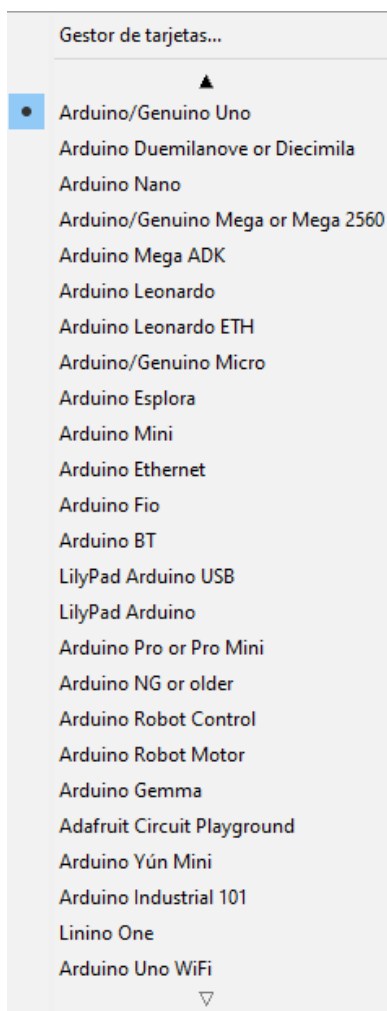 Gestor de tarjetas...
Arduino/Genuino Uno
Arduino Duemilanove or Diecimila
Arduino Nano
Arduino/Genuino Mega or Mega 2560
Arduino Mega ADK
Arduino Leonardo
Arduino Leonardo ETH
Arduino/Genuino Micro
Arduino Esplora
Arduino Mini
Arduino Ethernet
Arduino Fio
Arduino BT
LilyPad Arduino USB
LilyPad Arduino
Arduino Pro or Pro Mini
Arduino NG or older
Arduino Robot Control
Arduino Robot Motor
Arduino Gemma
Adafruit Circuit Playground
Arduino Yún Mini
Arduino Industrial 101
Linino One
Arduino Uno WiFi